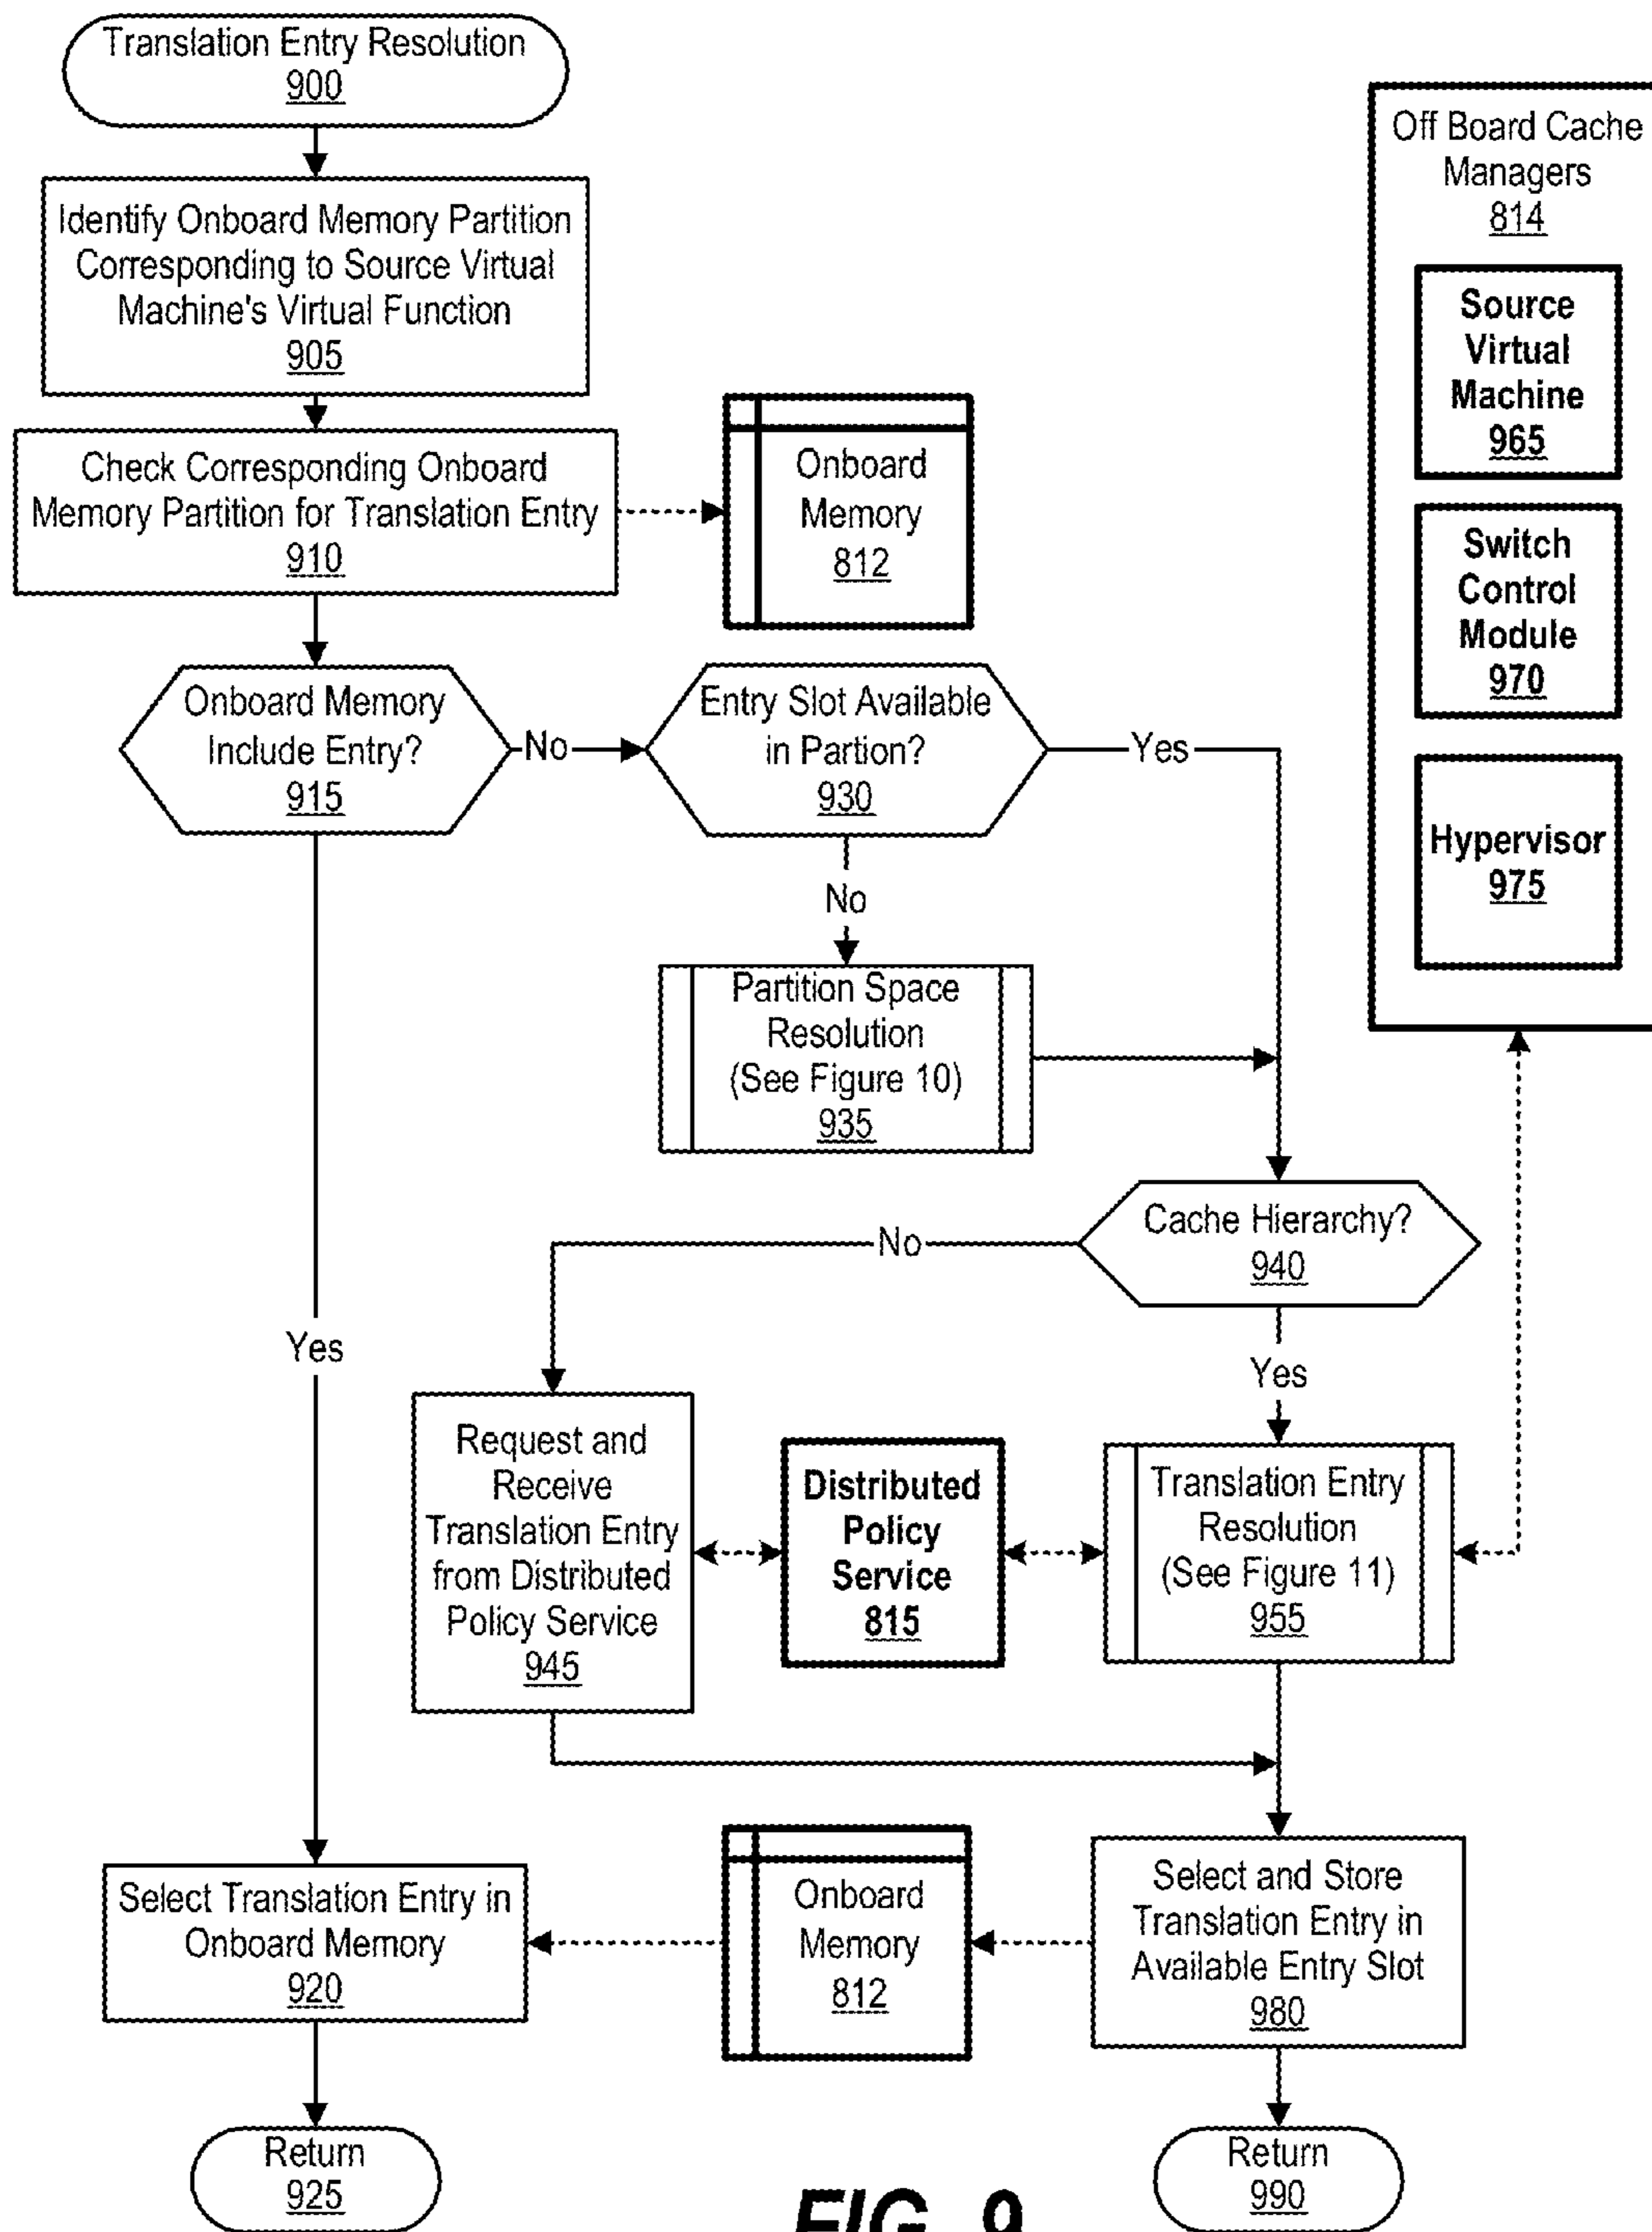 Translation Entry Resolution
900
Identify Onboard Memory Partition
Corresponding to Source Virtual
Machine's Virtual Function
905
Check Corresponding Onboard
Memory Partition for Translation Entry
910
Onboard
Memory
812
Off Board Cache
Managers
814
Source
Virtual
Machine
965
Switch
Control
Module
970
Hypervisor
975
Onboard Memory
Include Entry?
915
No
Entry Slot Available
in Partion?
930
Yes
No
Partition Space
Resolution
(See Figure 10)
935
Cache Hierarchy?
940
No
Yes
Yes
Request and
Receive
Translation Entry
from Distributed
Policy Service
945
Distributed
Policy
Service
815
Translation Entry
Resolution
(See Figure 11)
955
Select Translation Entry in
Onboard Memory
920
Onboard
Memory
812
Select and Store
Translation Entry in
Available Entry Slot
980
Return
925
Return
990
FIG. 9